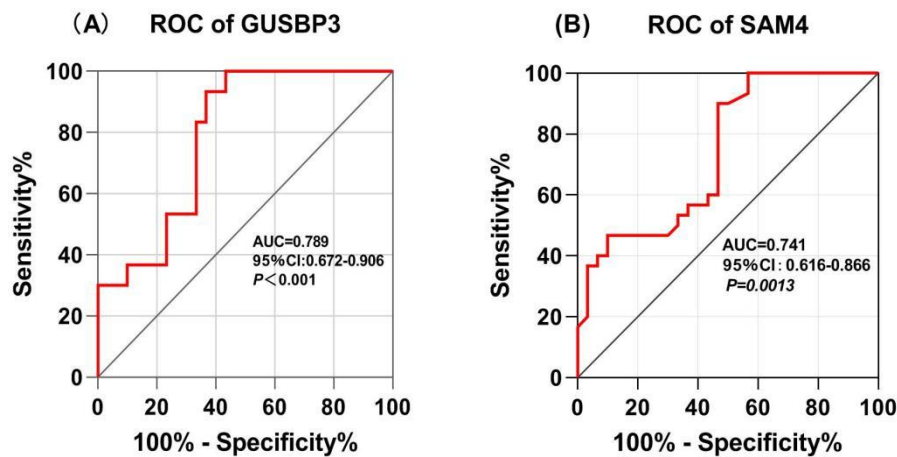 (A) ROC of GUSBP3
100
80
60
40
20
0
Sensitivity%
AUC=0.789
95%CI:0.672-0.906
P<0.001
0 20 40 60 80 100
100% - Specificity%
(B) ROC of SAM4
100
80
60
40
20
0
Sensitivity%
AUC=0.741
95%CI: 0.616-0.866
P=0.0013
0 20 40 60 80 100
100% - Specificity%